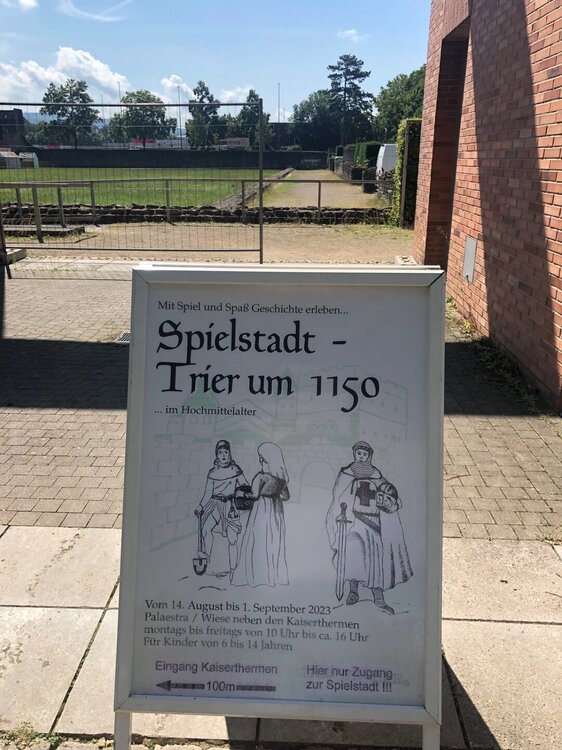 Mit Spiel und Spaß Geschichte erleben...
Spielstadt -
Trier um 1150
... im Hochmittelalter
Vom 14. August bis 1. September 2023
Palaestra / Wiese neben den Kaiserthermen
montags bis freitags von 10 Uhr bis ca. 16 Uhr
Für Kinder von 6 bis 14 Jahren
Eingang Kaiserthermen
100m
Hier nur Zugang
zur Spielstadt !!!